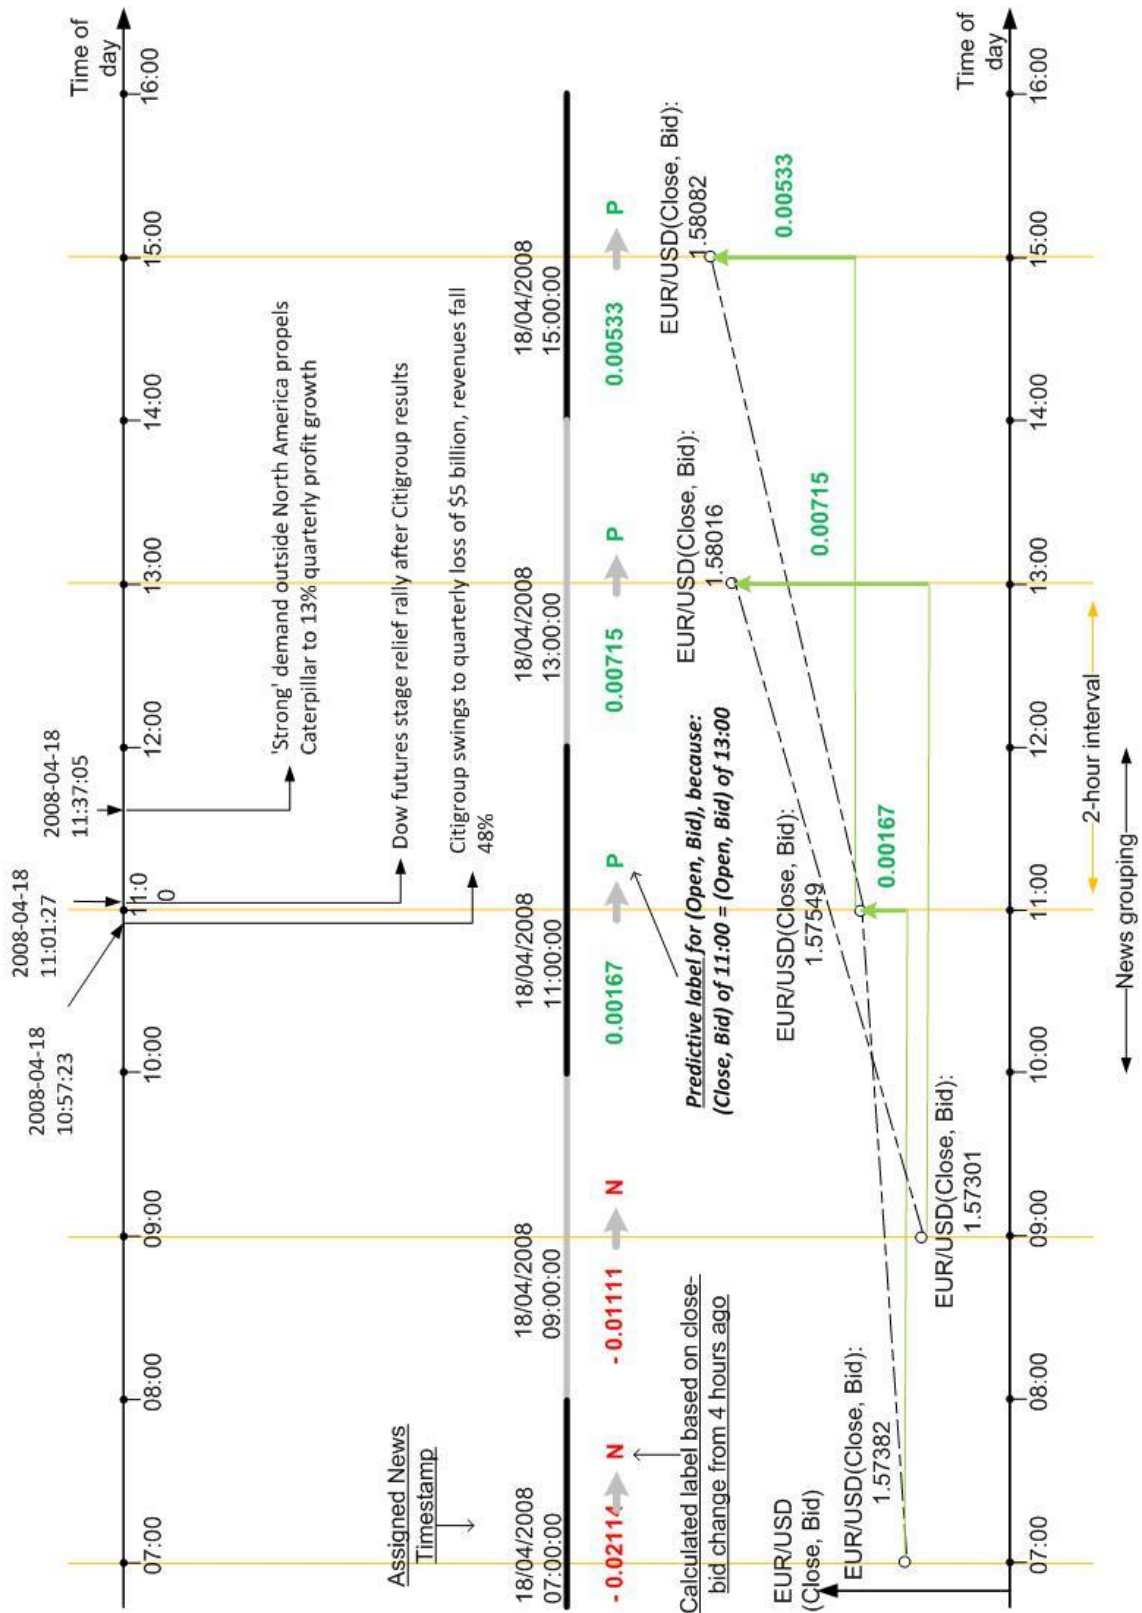 Time of
day
07:00
08:00
09:00
10:00
11:0
0
12:00
13:00
14:00
15:00
16:00
2008-04-18
10:57:23
2008-04-18
11:01:27
2008-04-18
11:37:05
'Strong' demand outside North America propels
Caterpillar to 13% quarterly profit growth
Dow futures stage relief rally after Citigroup results
Citigroup swings to quarterly loss of $5 billion, revenues fall
48%
Assigned News
Timestamp
18/04/2008
07:00:00
18/04/2008
09:00:00
18/04/2008
11:00:00
18/04/2008
13:00:00
18/04/2008
15:00:00
- 0.02114 N
- 0.01111 N
0.00167 P
0.00715 P
0.00533 P
Calculated label based on close-
bid change from 4 hours ago
Predictive label for (Open, Bid), because:
(Close, Bid) of 11:00 = (Open, Bid) of 13:00
EUR/USD
(Close, Bid)
EUR/USD(Close, Bid):
1.57382
EUR/USD(Close, Bid):
1.57301
EUR/USD(Close, Bid):
1.57549
EUR/USD(Close, Bid):
1.58016
EUR/USD(Close, Bid):
1.58082
0.00167
0.00715
0.00533
Time of
day
07:00
08:00
09:00
10:00
11:00
12:00
13:00
14:00
15:00
16:00
2-hour interval
News grouping